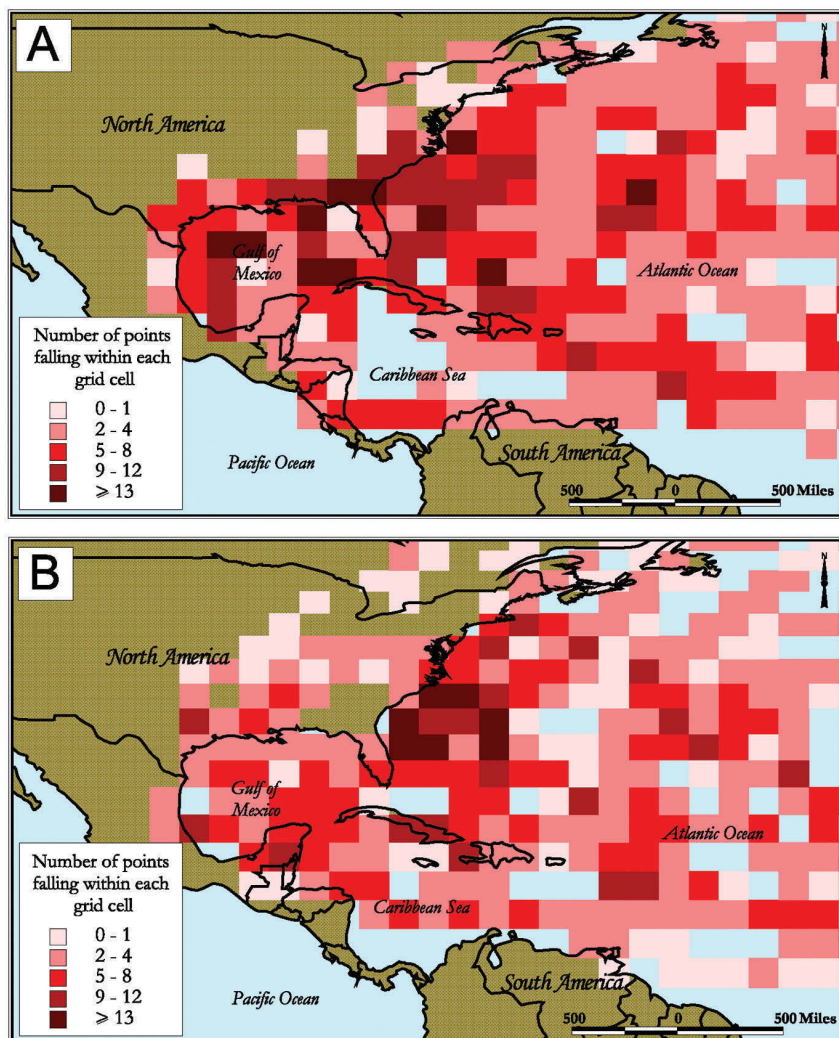 A
N
North America
Gulf of
Mexico
Atlantic Ocean
Number of points
falling within each
grid cell
0 - 1
2 - 4
5 - 8
9 - 12
⩾ 13
Caribbean Sea
Pacific Ocean
South America
500 0 500 Miles
B
N
North America
Gulf of
Mexico
Atlantic Ocean
Number of points
falling within each
grid cell
0 - 1
2 - 4
5 - 8
9 - 12
⩾ 13
Caribbean Sea
Pacific Ocean
South America
500 0 500 Miles